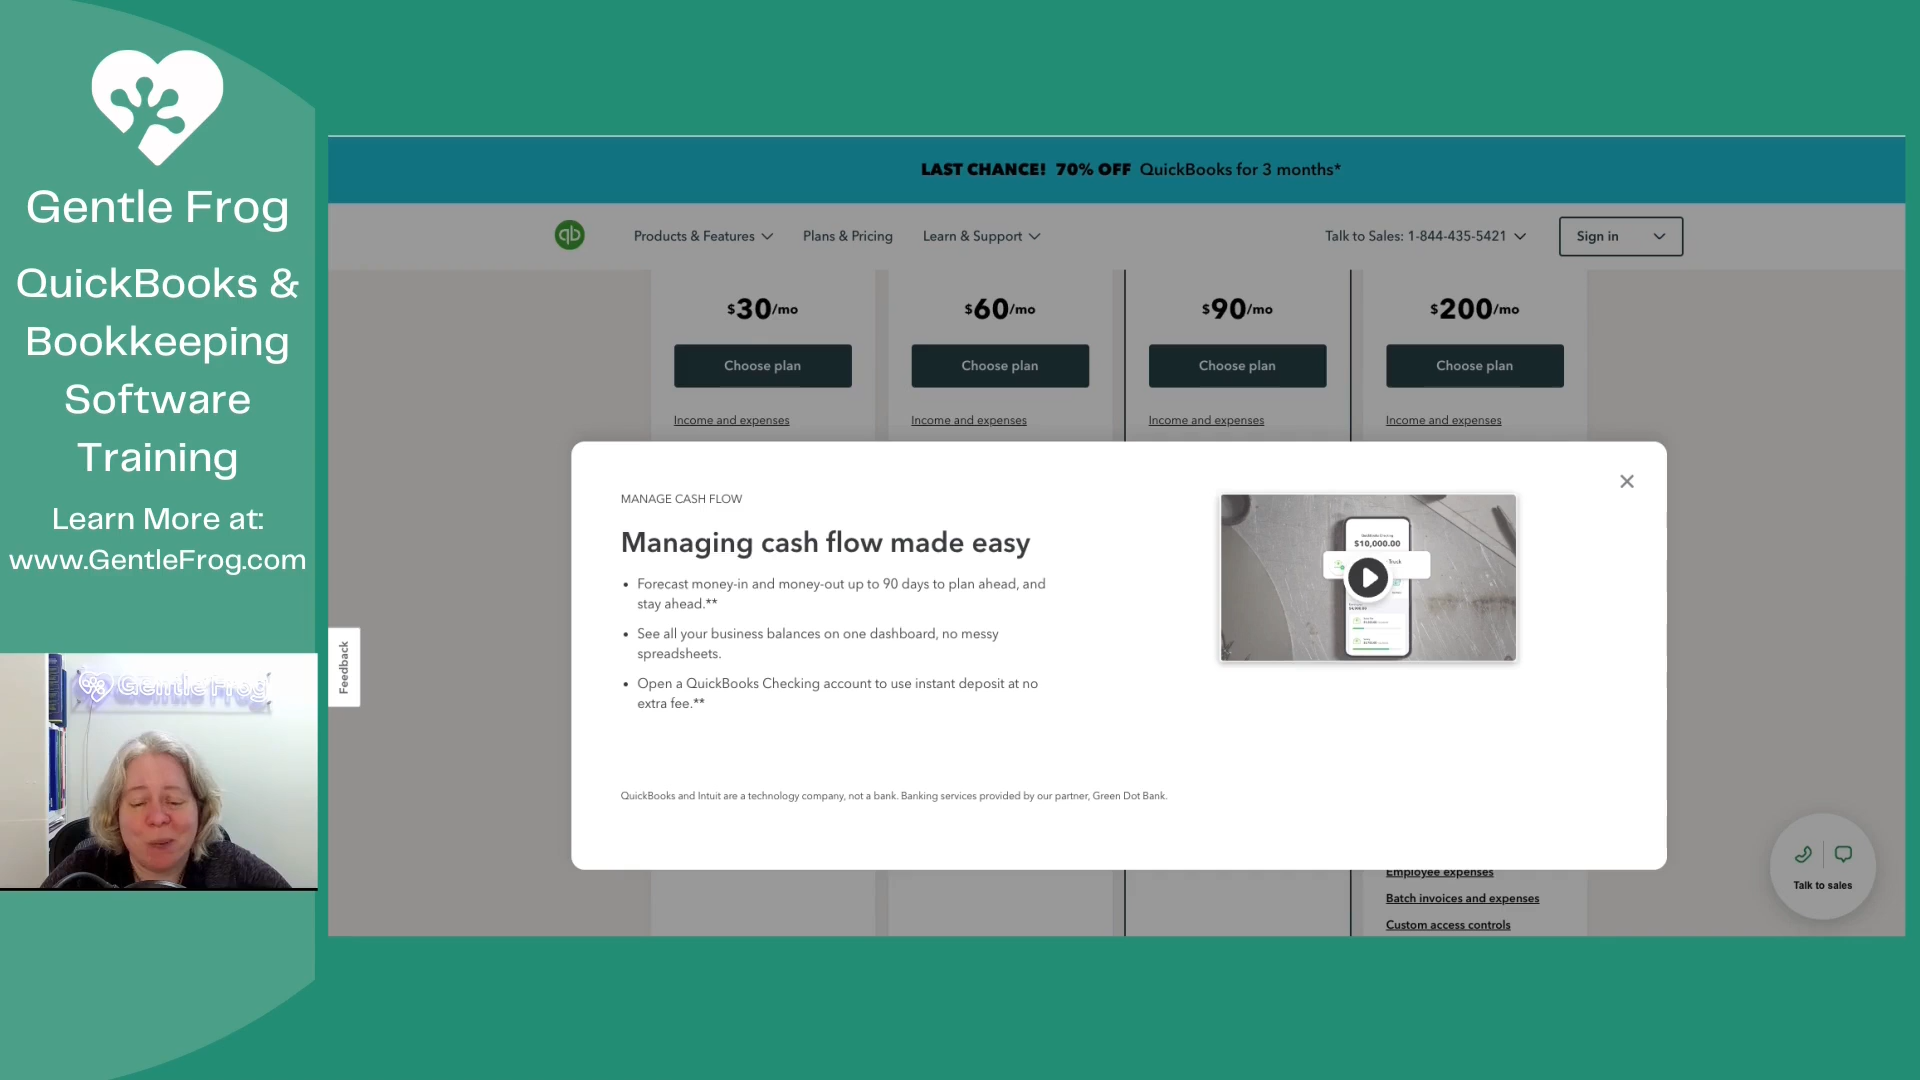 Gentle Frog
QuickBooks &
Bookkeeping
Software
Training
Learn More at:
www.GentleFrog.com
Gentle Frog
LAST CHANCE! 70% OFF QuickBooks for 3 months*
qb
Products & Features
Plans & Pricing
Learn & Support
Talk to Sales: 1-844-435-5421
Sign in
$30/mo
$60/mo
$90/mo
$200/mo
Choose plan
Choose plan
Choose plan
Choose plan
Income and expenses
Income and expenses
Income and expenses
Income and expenses
MANAGE CASH FLOW
Managing cash flow made easy
• Forecast money-in and money-out up to 90 days to plan ahead, and
stay ahead.**
• See all your business balances on one dashboard, no messy
spreadsheets.
• Open a QuickBooks Checking account to use instant deposit at no
extra fee.**
$10,000.00
Truck
QuickBooks and Intuit are a technology company, not a bank. Banking services provided by our partner, Green Dot Bank.
Feedback
Employee expenses
Batch invoices and expenses
Custom access controls
Talk to sales